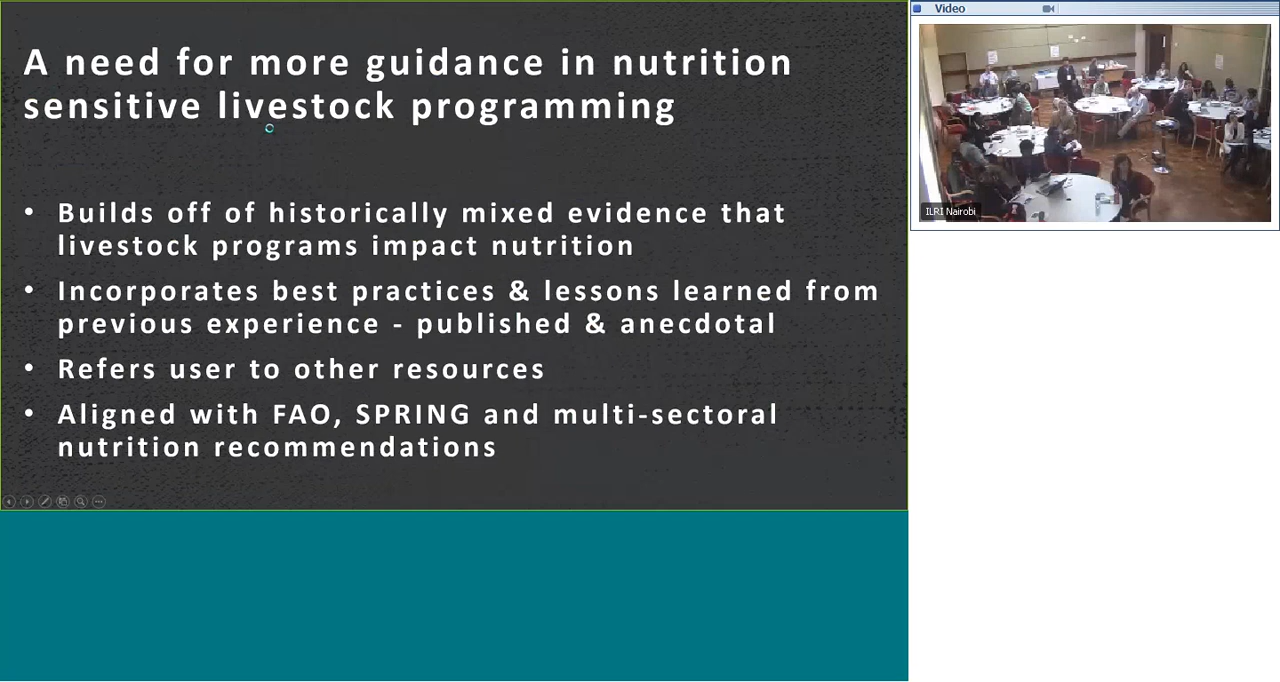 A need for more guidance in nutrition
sensitive livestock programming
• Builds off of historically mixed evidence that
livestock programs impact nutrition
• Incorporates best practices & lessons learned from
previous experience - published & anecdotal
• Refers user to other resources
• Aligned with FAO, SPRING and multi-sectoral
nutrition recommendations
Video
ILRI Nairobi